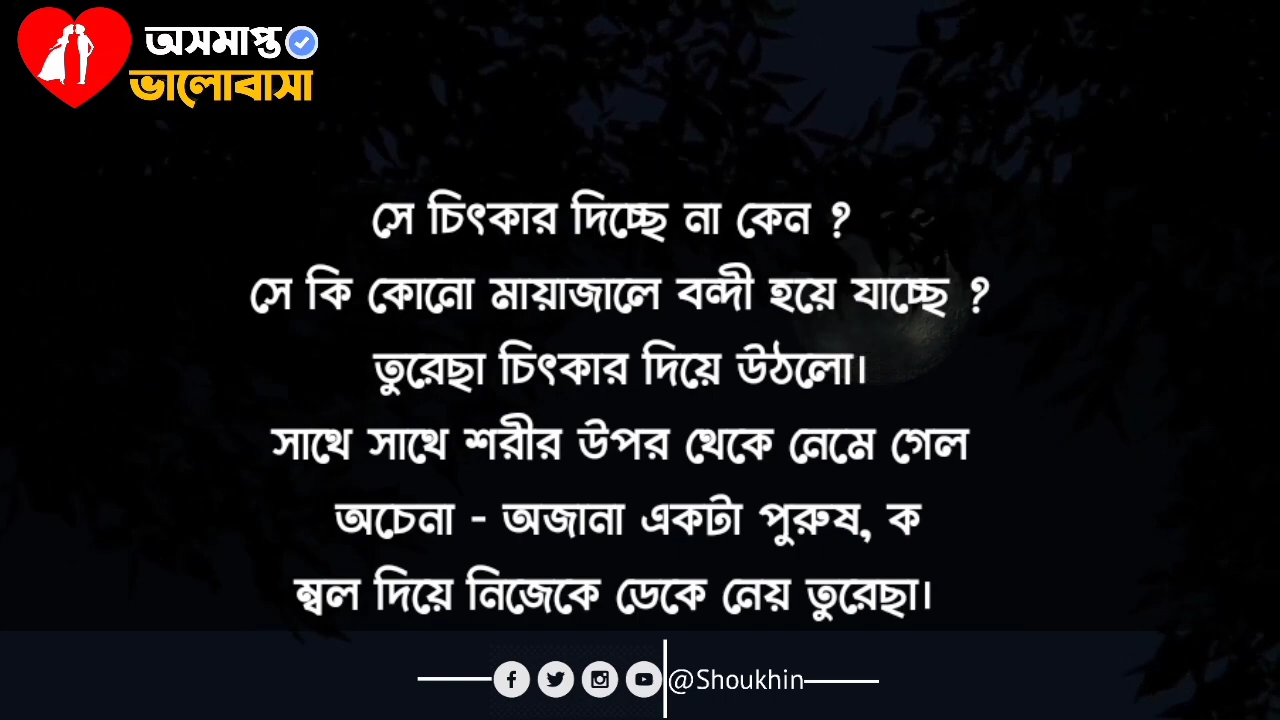 অসমাপ্ত
ভালোবাসা
সে চিৎকার দিচ্ছে না কেন ?
সে কি কোনো মায়াজালে বন্দী হয়ে যাচ্ছে ?
তুরেছা চিৎকার দিয়ে উঠলো।
সাথে সাথে শরীর উপর থেকে নেমে গেল
অচেনা - অজানা একটা পুরুষ, ক
ম্বল দিয়ে নিজেকে ডেকে নেয় তুরেছা।
@Shoukhin